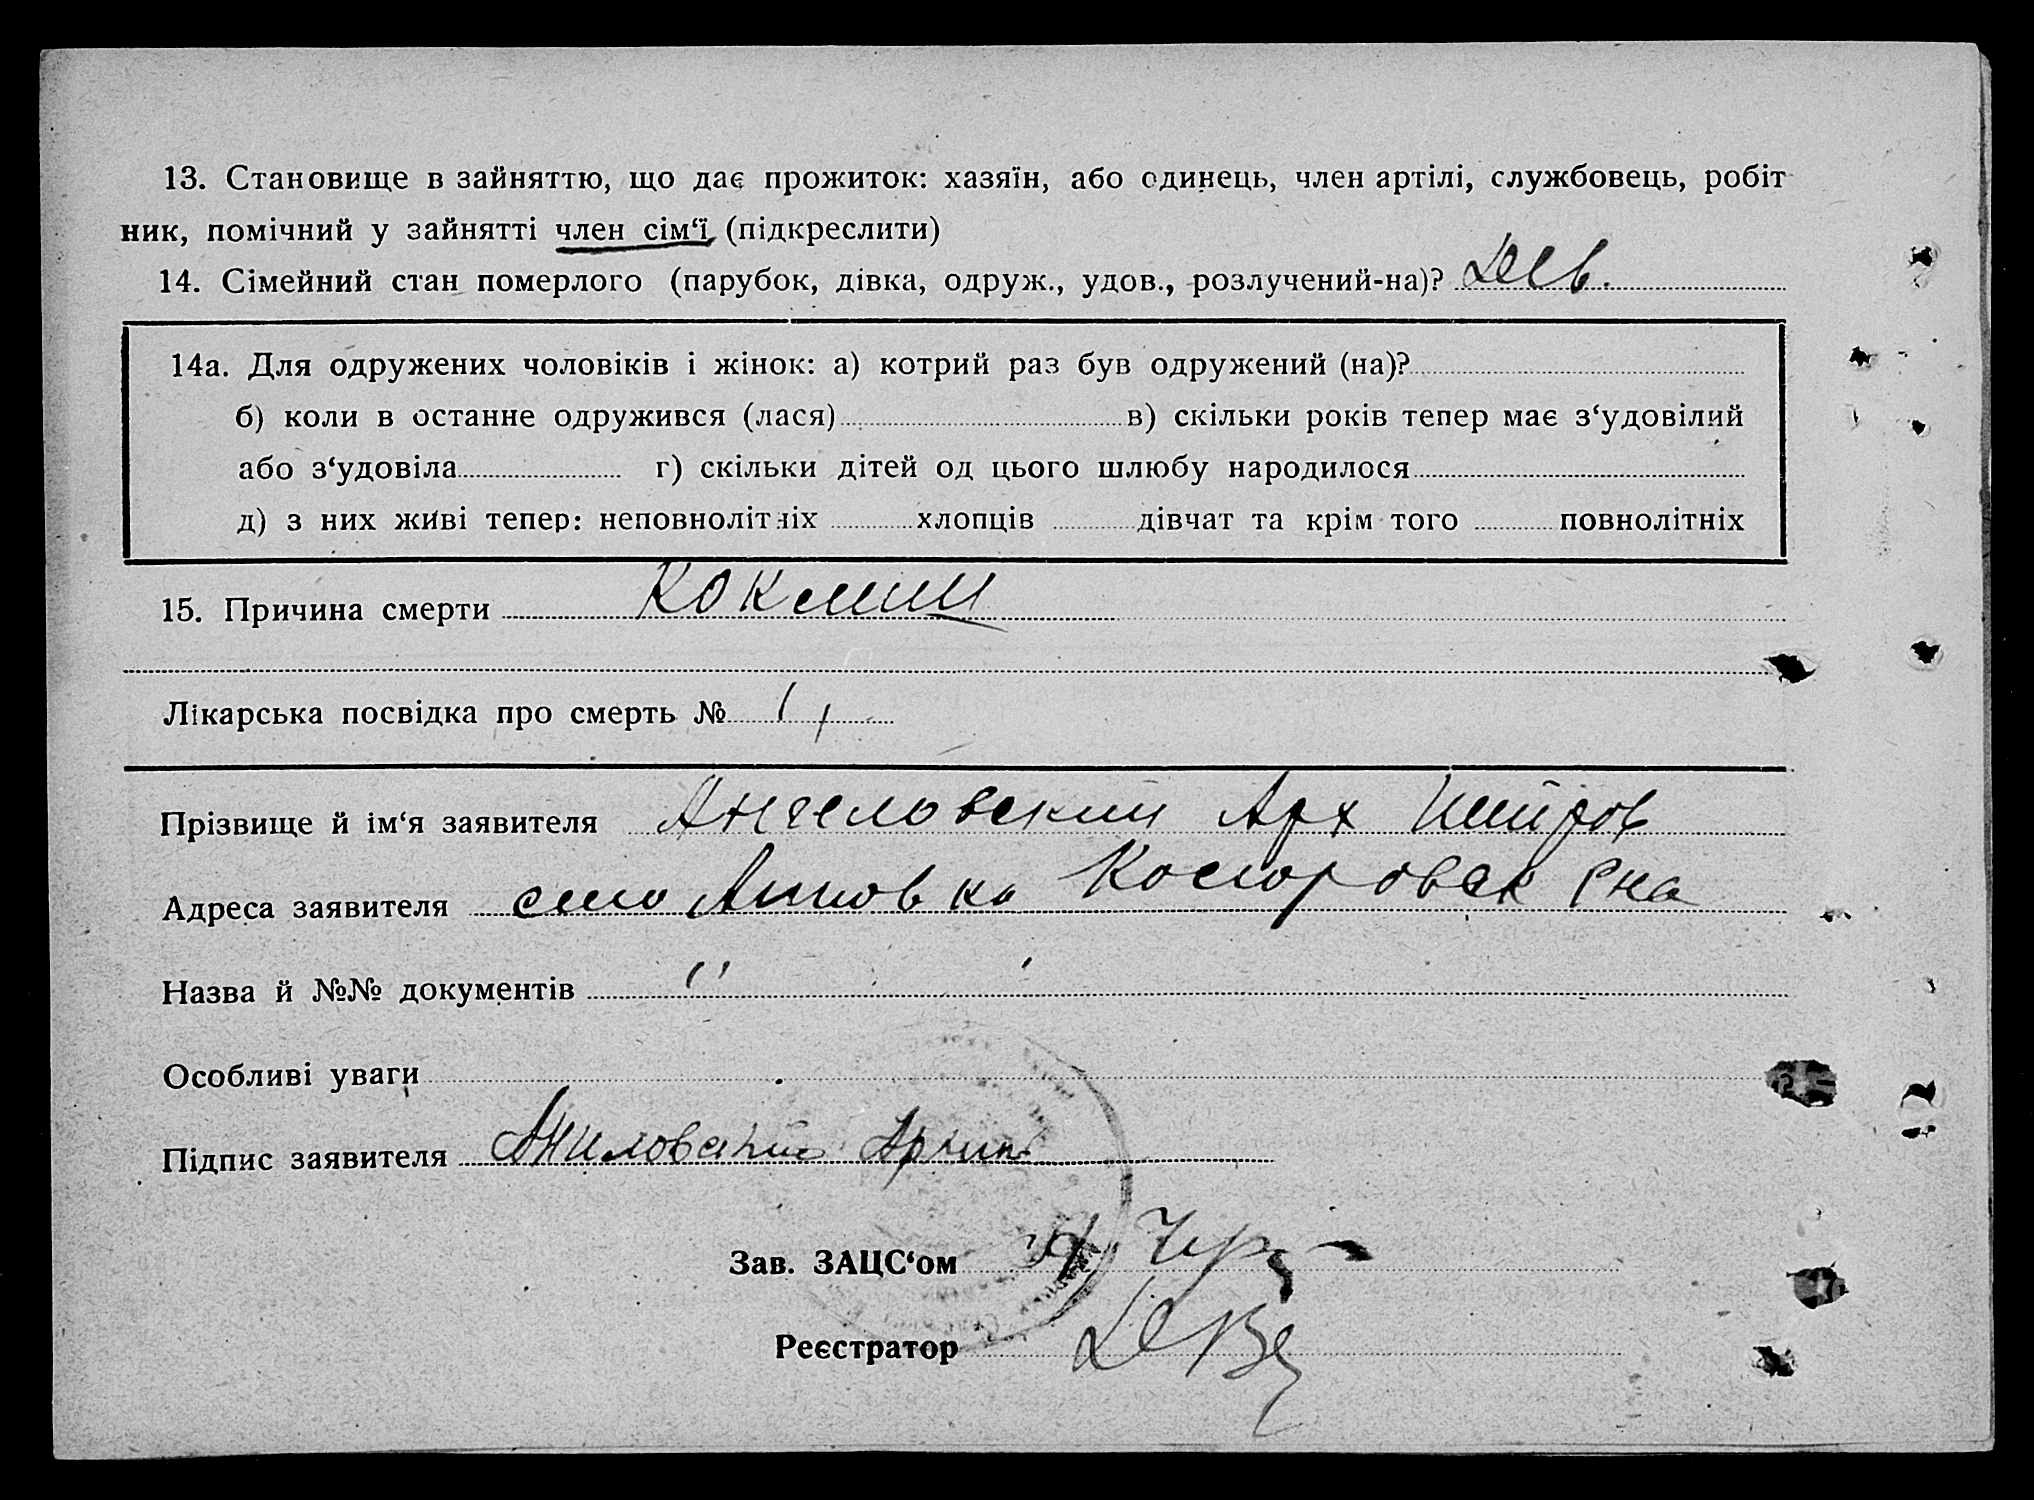 13. Становище в зайняттю, що дає прожиток: хазяїн, або одинець, член артілі, службовець, робіт
ник, помічний у зайнятті член сім‘ї (підкреслити)
14. Сімейний стан померлого (парубок, дівка, одруж., удов., розлучений-на)?
14а. Для одружених чоловіків і жінок: а) котрий раз був одружений (на)?
б) коли в останне одружився (лася) в) скільки років тепер має з‘удовілий
або з‘удовіла г) скільки дітей од цього шлюбу народилося
д) з них живі тепер: неповнолітніх хлопців дівчат та крім того повнолітніх
15. Причина смерти коклиш
Лікарська посвідка про смерть №
Прізвище й ім‘я заявителя Ангеловский Арх
Адреса заявителя село
Назва й №№ документів
Особливі уваги
Підпис заявителя
Зав. ЗАЦС‘ом
Реєстратор